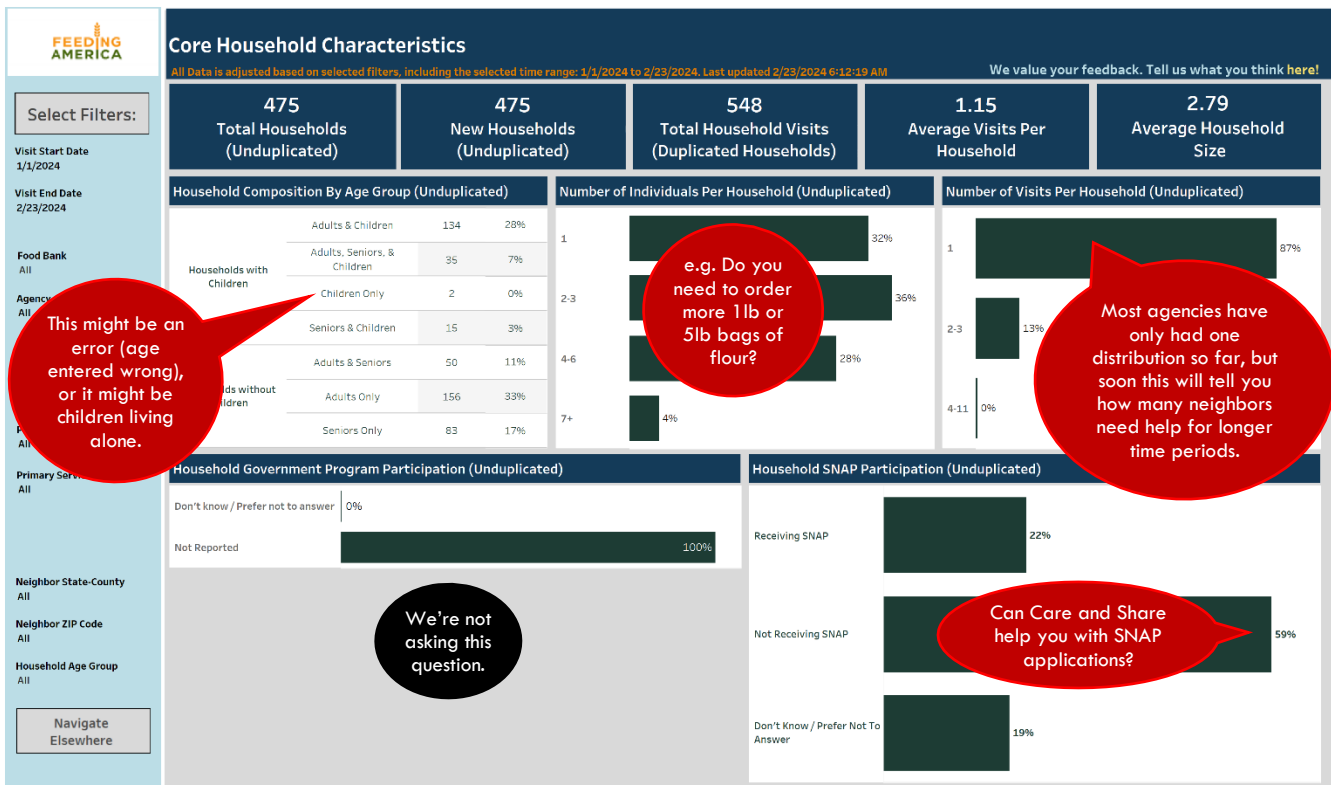 FEEDING
AMERICA
Core Household Characteristics
All Data is adjusted based on selected filters, including the selected time range: 1/1/2024 to 2/23/2024. Last updated 2/23/2024 6:12:19 AM
We value your feedback. Tell us what you think here!
Select Filters:
Visit Start Date
1/1/2024
Visit End Date
2/23/2024
Food Bank
All
Agency
All
All
Primary
All
Neighbor State-County
All
Neighbor ZIP Code
All
Household Age Group
All
Navigate
Elsewhere
475
Total Households
(Unduplicated)
475
New Households
(Unduplicated)
548
Total Household Visits
(Duplicated Households)
1.15
Average Visits Per
Household
2.79
Average Household
Size
Household Composition By Age Group (Unduplicated)
Households with
Children
Adults & Children 134 28%
Adults, Seniors, &
Children
35 7%
Children Only 2 0%
Seniors & Children 15 3%
without
Adults & Seniors 50 11%
Adults Only 156 33%
Seniors Only 83 17%
This might be an
error (age
entered wrong),
or it might be
children living
alone.
Number of Individuals Per Household (Unduplicated)
1 32%
2-3 36%
4-6 28%
7+ 4%
e.g. Do you
need to order
more 1lb or
5lb bags of
flour?
Number of Visits Per Household (Unduplicated)
1 87%
2-3 13%
4-11 0%
Most agencies have
only had one
distribution so far, but
soon this will tell you
how many neighbors
need help for longer
time periods.
Household Government Program Participation (Unduplicated)
Don't know / Prefer not to answer 0%
Not Reported 100%
We're not
asking this
question.
Household SNAP Participation (Unduplicated)
Receiving SNAP 22%
Not Receiving SNAP 59%
Don't Know / Prefer Not To
Answer
19%
Can Care and Share
help you with SNAP
applications?